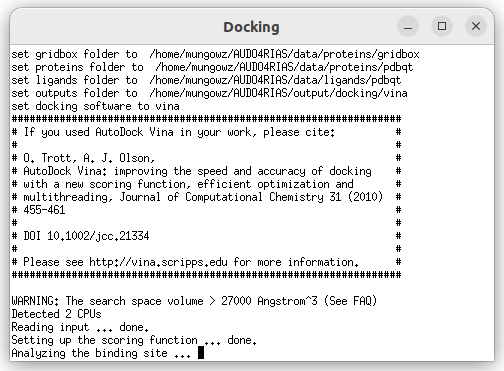 Docking
set gridbox folder to  /home/mungowz/AUDO4RIAS/data/proteins/gridbox
set proteins folder to  /home/mungowz/AUDO4RIAS/data/proteins/pdbqt
set ligands folder to  /home/mungowz/AUDO4RIAS/data/ligands/pdbqt
set outputs folder to  /home/mungowz/AUDO4RIAS/output/docking/vina
set docking software to vina
#################################################################
# If you used AutoDock Vina in your work, please cite:          #
#                                                               #
# O. Trott, A. J. Olson,                                        #
# AutoDock Vina: improving the speed and accuracy of docking    #
# with a new scoring function, efficient optimization and       #
# multithreading, Journal of Computational Chemistry 31 (2010)  #
# 455-461                                                       #
#                                                               #
# DOI 10.1002/jcc.21334                                         #
#                                                               #
# Please see http://vina.scripps.edu for more information.      #
#################################################################
WARNING: The search space volume > 27000 Angstrom^3 (See FAQ)
Detected 2 CPUs
Reading input ... done.
Setting up the scoring function ... done.
Analyzing the binding site ...